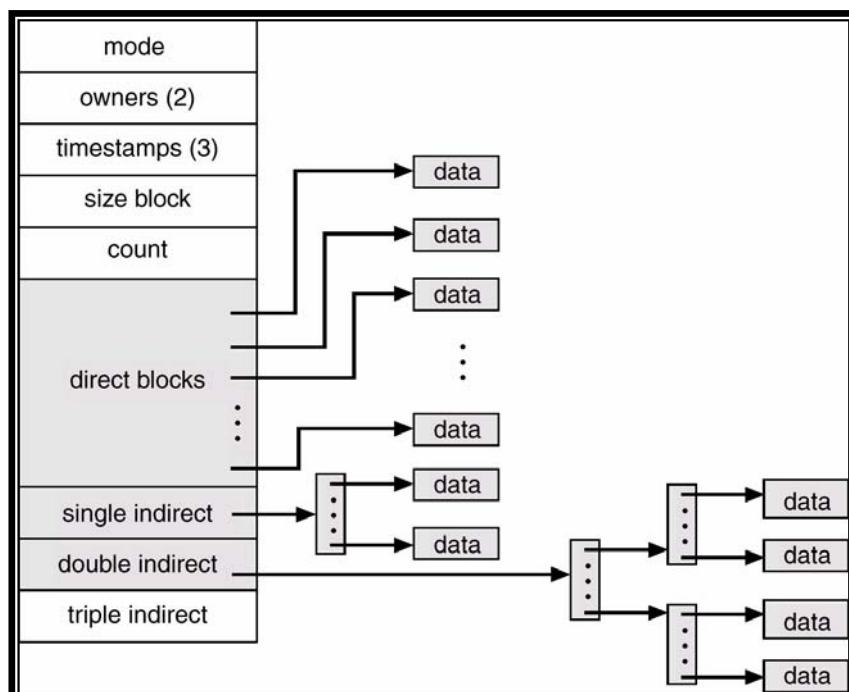 mode
owners (2)
timestamps (3)
size block
count
direct blocks
single indirect
double indirect
triple indirect
data
data
data
data
data
data
data
data
data
data